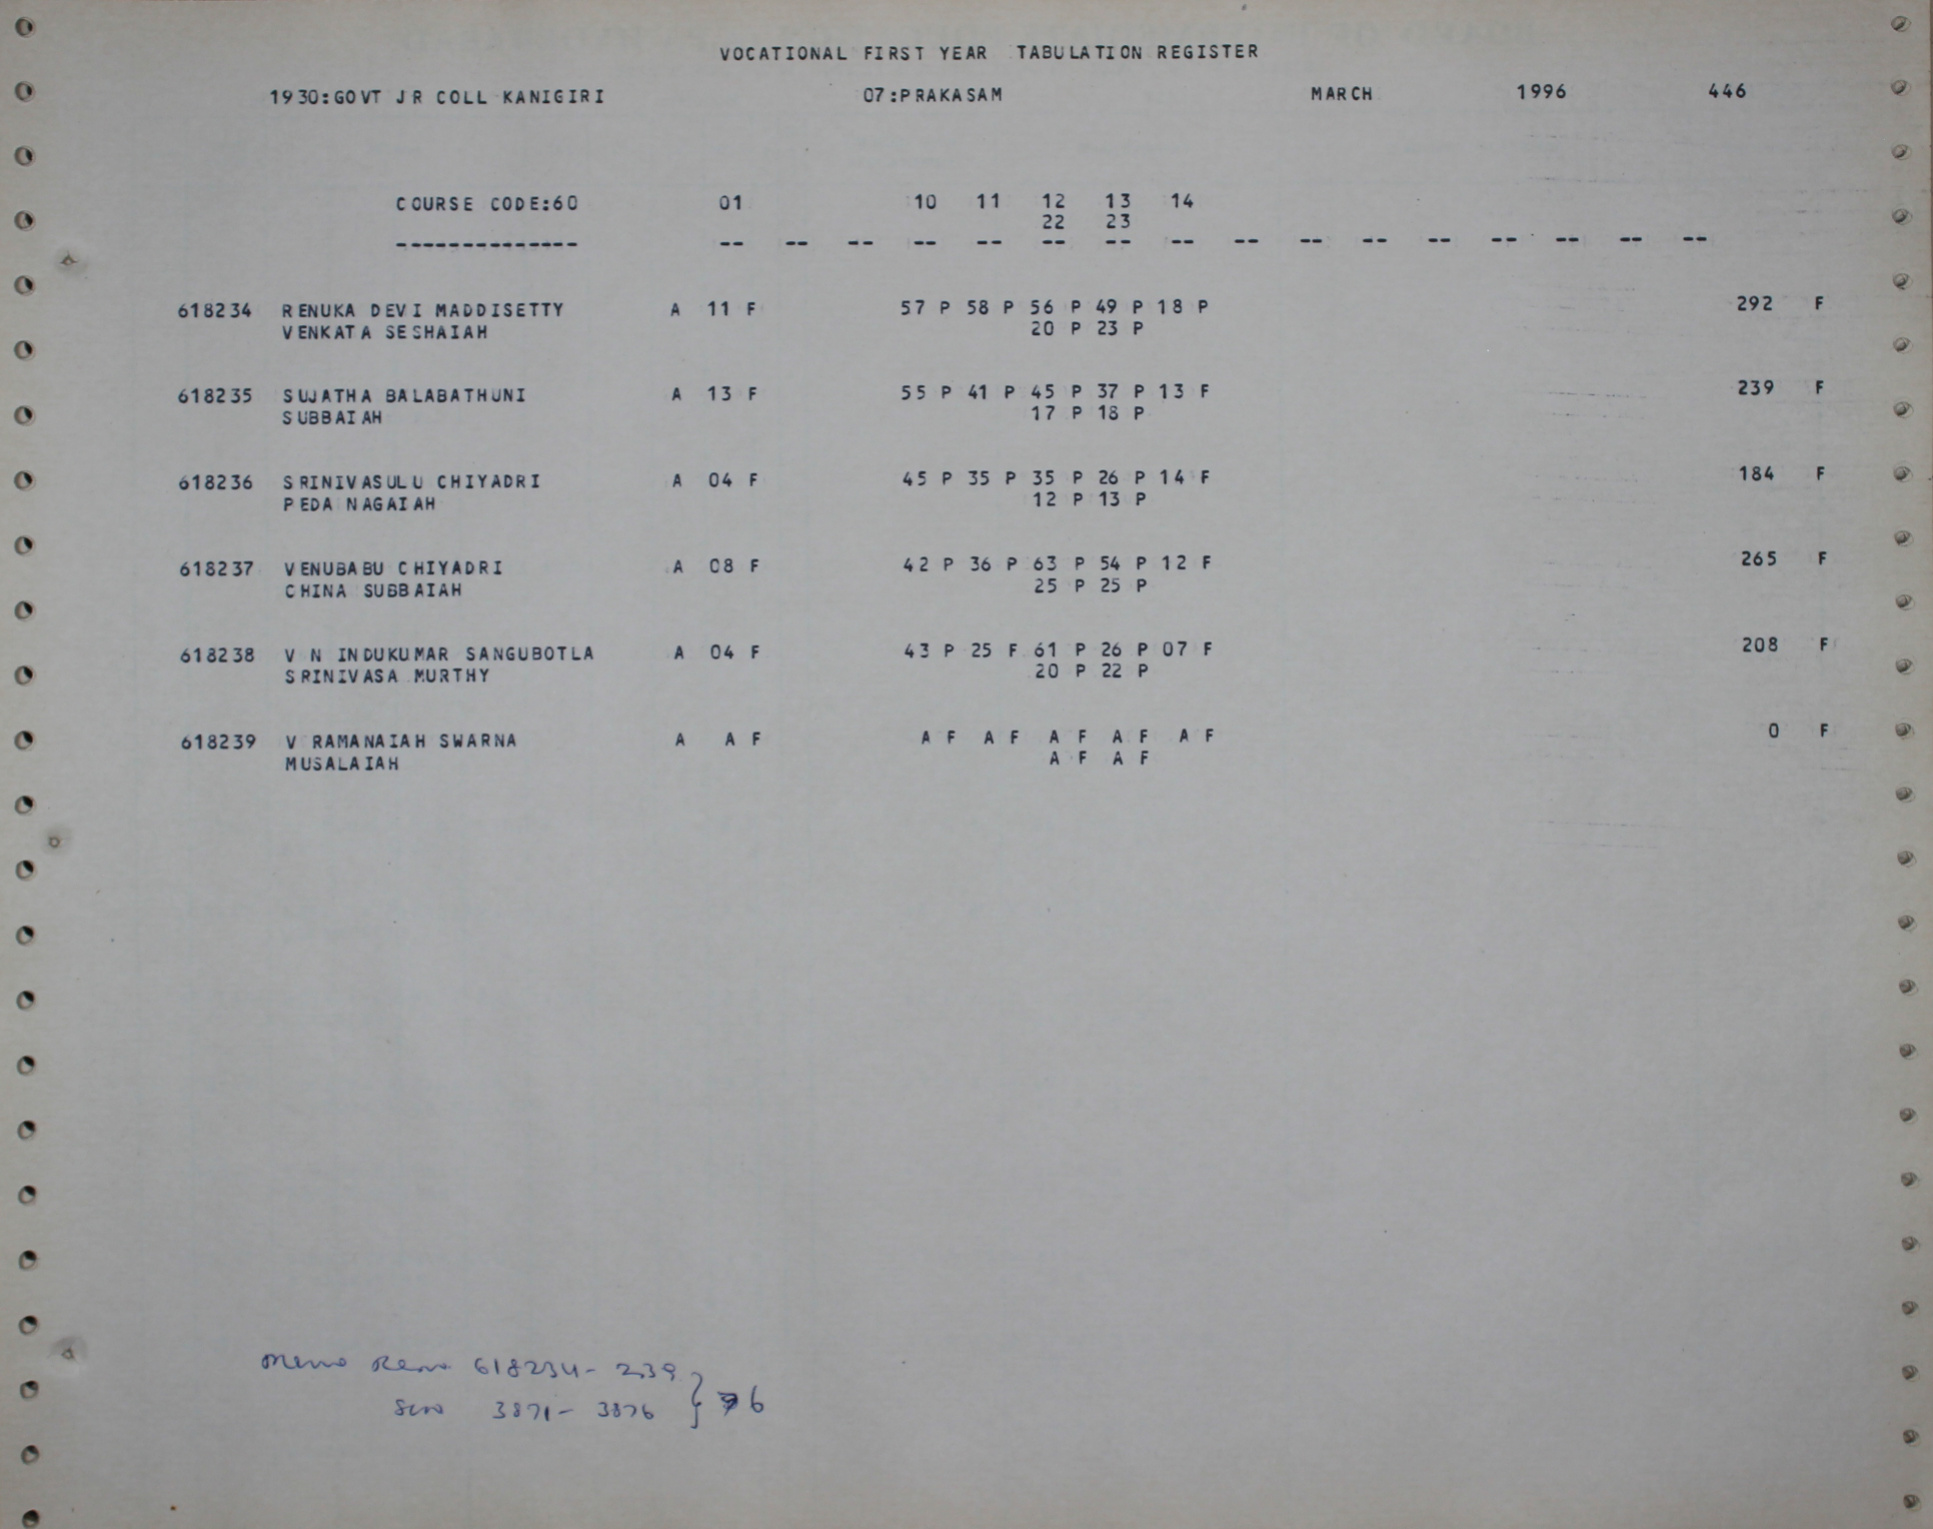 VOCATIONAL FIRST YEAR TABULATION REGISTER
1930:GOVT JR COLL KANIGIRI 07:PRAKASAM MARCH 1996 446
COURSE CODE:60 01 10 11 12 13 14
22 23
-------------- -- -- -- -- -- -- -- -- -- -- -- -- -- -- -- --
618234 RENUKA DEVI MADDISETTY A 11 F 57 P 58 P 56 P 49 P 18 P 292 F
VENKATA SESHAIAH 20 P 23 P
618235 SUJATHA BALABATHUNI A 13 F 55 P 41 P 45 P 37 P 13 F 239 F
SUBBAIAH 17 P 18 P
618236 SRINIVASULU CHIYADRI A 04 F 45 P 35 P 35 P 26 P 14 F 184 F
PEDA NAGAIAH 12 P 13 P
618237 VENUBABU CHIYADRI A 08 F 42 P 36 P 63 P 54 P 12 F 265 F
CHINA SUBBAIAH 25 P 25 P
618238 V N INDUKUMAR SANGUBOTLA A 04 F 43 P 25 F 61 P 26 P 07 F 208 F
SRINIVASA MURTHY 20 P 22 P
618239 V RAMANAIAH SWARNA A A F A F A F A F A F A F 0 F
MUSALAIAH A F A F
Memo 618234-239
3871-3876 } 6